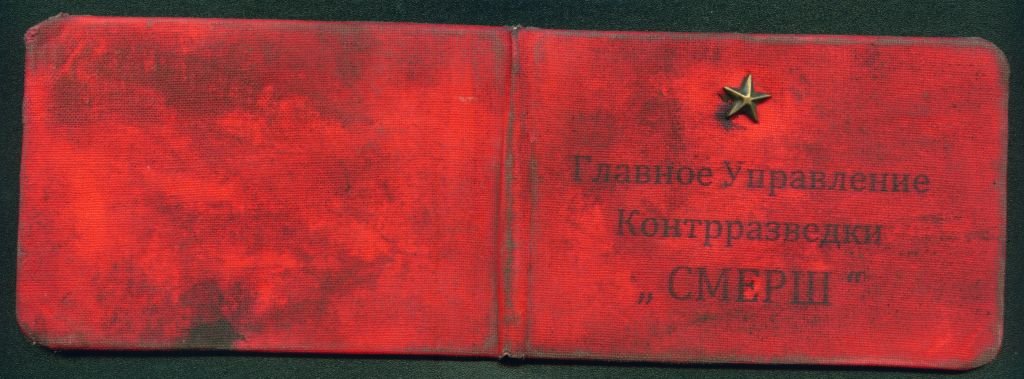 Главное Управление
Контрразведки
„ СМЕРШ “